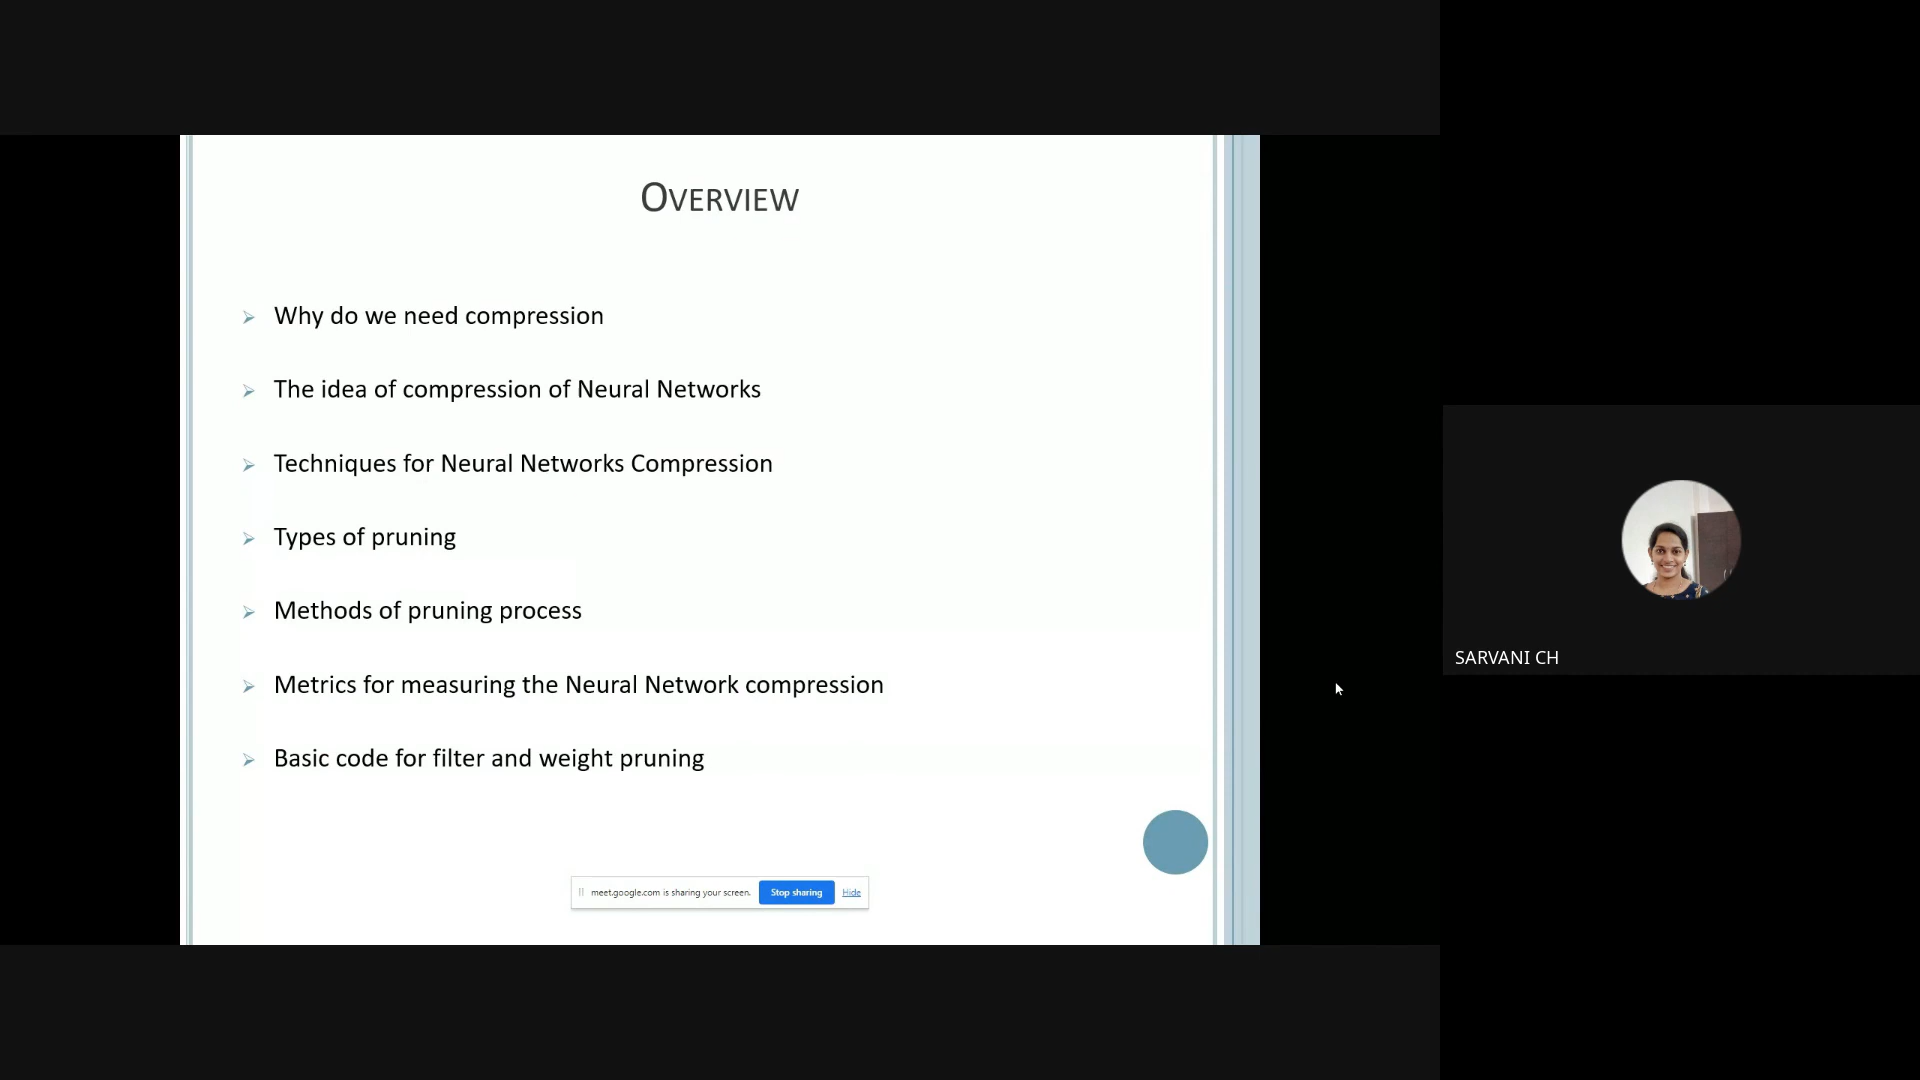 OVERVIEW
Why do we need compression
The idea of compression of Neural Networks
Techniques for Neural Networks Compression
Types of pruning
Methods of pruning process
Metrics for measuring the Neural Network compression
Basic code for filter and weight pruning
meet.google.com is sharing your screen. Stop sharing Hide
SARVANI CH